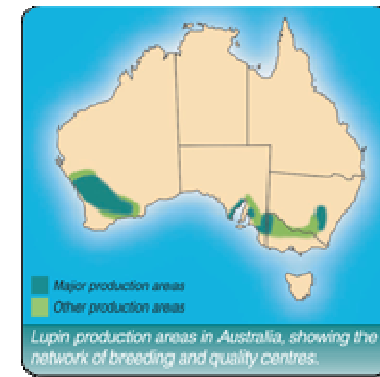 Major production areas
Other production areas
Lupin production areas in Australia, showing the
network of breeding and quality centres.